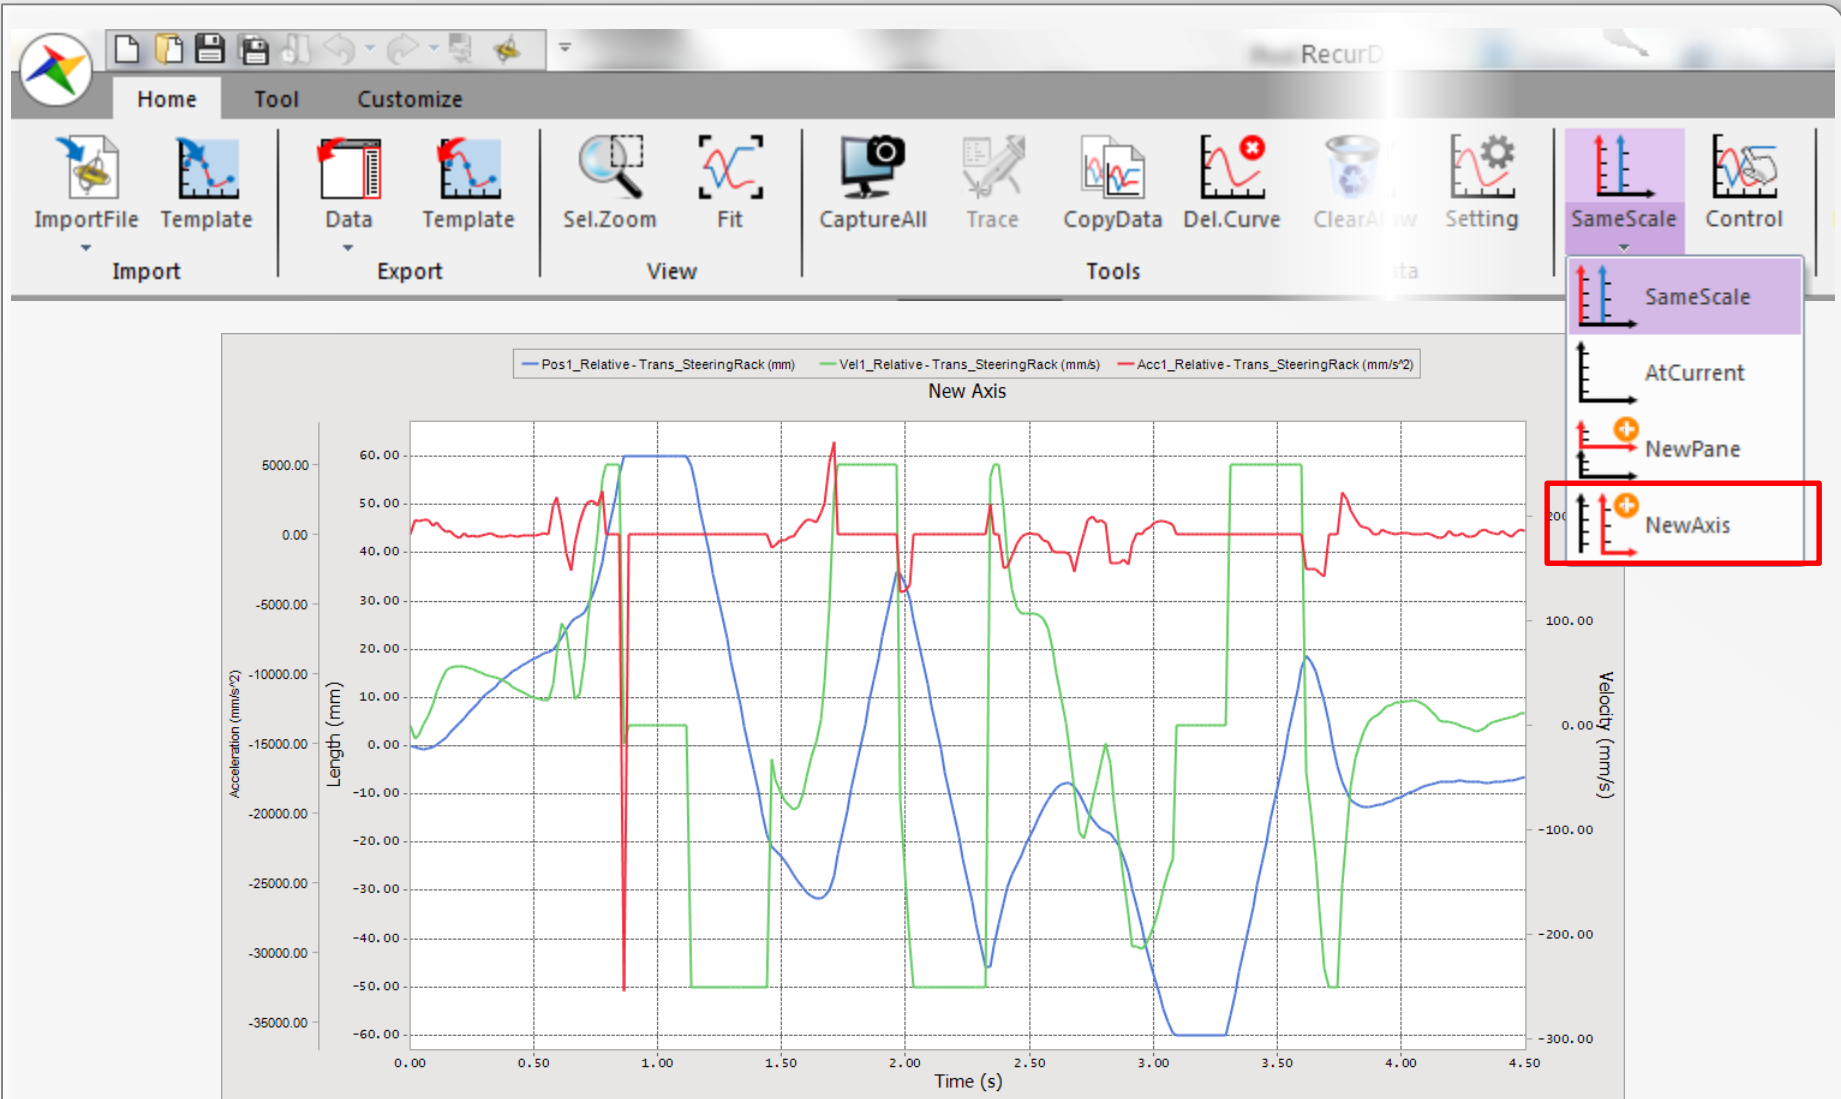 RecurD
Home Tool Customize
ImportFile Template Data Template Sel.Zoom Fit CaptureAll Trace CopyData Del.Curve Setting SameScale Control
Import Export View Tools
SameScale
AtCurrent
NewPane
NewAxis
Pos1_Relative - Trans_SteeringRack (mm) Vel1_Relative - Trans_SteeringRack (mm/s) Acc1_Relative - Trans_SteeringRack (mm/s^2)
New Axis
Acceleration (mm/s^2)
5000.00
0.00
-5000.00
-10000.00
-15000.00
-20000.00
-25000.00
-30000.00
-35000.00
Length (mm)
60.00
50.00
40.00
30.00
20.00
10.00
0.00
-10.00
-20.00
-30.00
-40.00
-50.00
-60.00
100.00
0.00
-100.00
-200.00
-300.00
Velocity (mm/s)
0.00 0.50 1.00 1.50 2.00 2.50 3.00 3.50 4.00 4.50
Time (s)